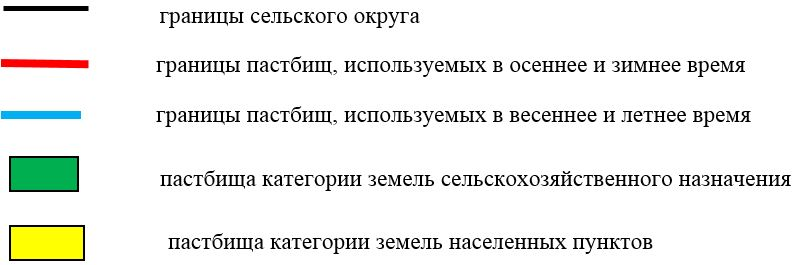 границы сельского округа
границы пастбищ, используемых в осеннее и зимнее время
границы пастбищ, используемых в весеннее и летнее время
пастбища категории земель сельскохозяйственного назначения
пастбища категории земель населенных пунктов